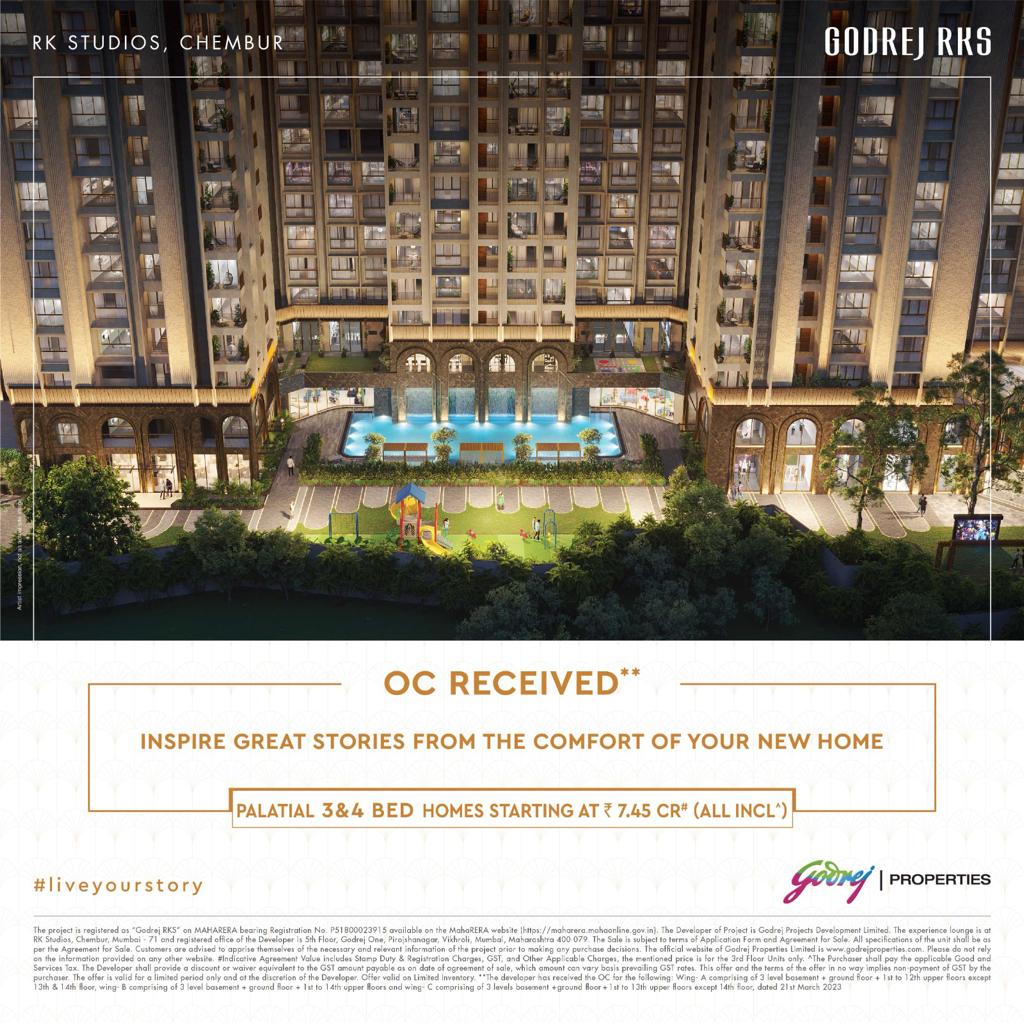 RK STUDIOS, CHEMBUR
GODREJ RKS
Artist impression, not an actual
OC RECEIVED**
INSPIRE GREAT STORIES FROM THE COMFORT OF YOUR NEW HOME
PALATIAL 3&4 BED HOMES STARTING AT ₹ 7.45 CR# (ALL INCL^)
#liveyourstory
Godrej | PROPERTIES
The project is registered as "Godrej RKS" on MAHARERA bearing Registration No. P51800023915 available on the MahaRERA website (https://maharera.mahaonline.gov.in). The Developer of Project is Godrej Projects Development Limited. The experience lounge is at
RK Studios, Chembur, Mumbai - 71 and registered office of the Developer is 5th Floor, Godrej One, Pirojshanagar, Vikhroli, Mumbai, Maharashtra 400 079. The Sale is subject to terms of Application Form and Agreement for Sale. All specifications of the unit shall be as
per the Agreement for Sale. Customers are advised to apprise themselves of the necessary and relevant information of the project prior to making any purchase decisions. The official website of Godrej Properties Limited is www.godrejproperties.com. Please do not rely
on the information provided on any other website. #Indicative Agreement Value includes Stamp Duty & Registration Charges, GST, and Other Applicable Charges, the mentioned price is for the 3rd Floor Units only. ^The Purchaser shall pay the applicable Good and
Services Tax. The Developer shall provide a discount or waiver equivalent to the GST amount payable as on date of agreement of sale, which amount can vary basis prevailing GST rates. This offer and the terms of the offer in no way implies non-payment of GST by the
purchaser. The offer is valid for a limited period only and at the discretion of the Developer. Offer valid on Limited Inventory. **The developer has received the OC for the following: Wing- A comprising of 3 level basement + ground floor + 1st to 12th upper floors except
13th & 14th floor, wing- B comprising of 3 level basement + ground floor + 1st to 14th upper floors and wing- C comprising of 3 levels basement +ground floor + 1st to 13th upper floors except 14th floor, dated 21st March 2023